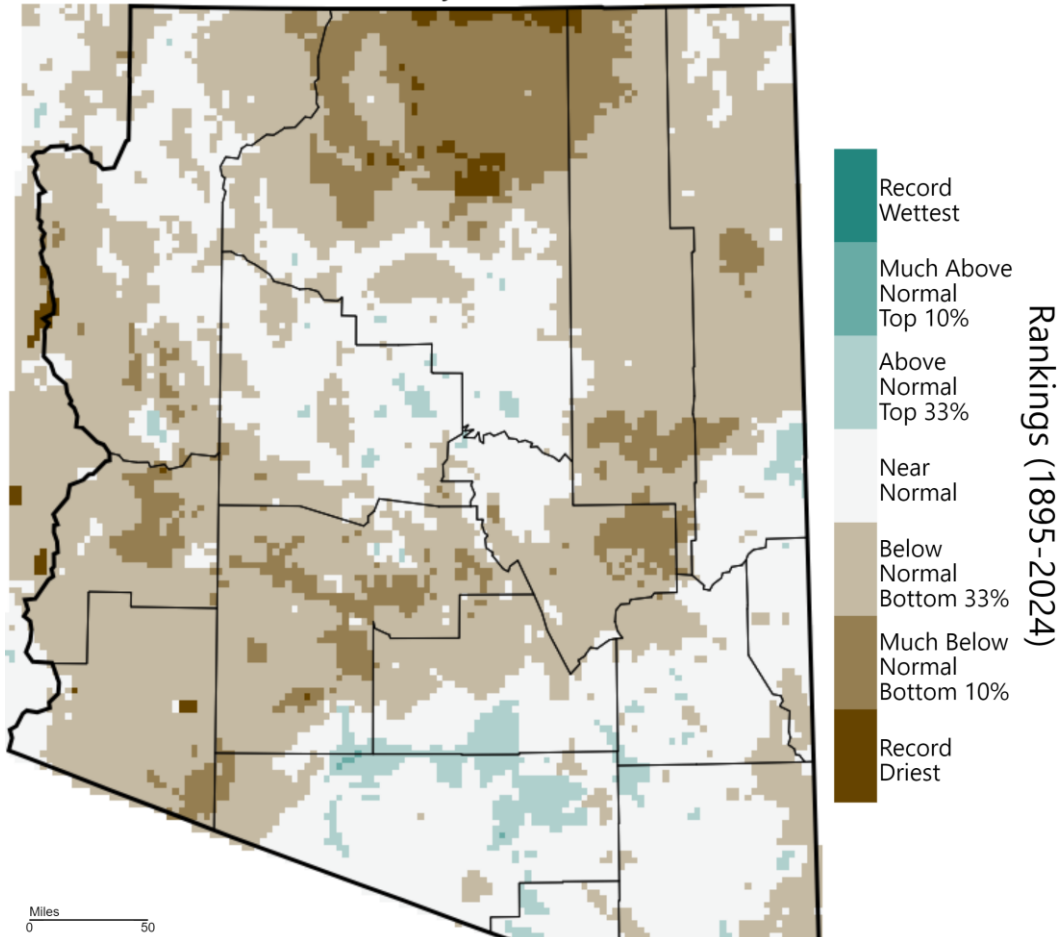 Record
Wettest
Much Above
Normal
Top 10%
Above
Normal
Top 33%
Near
Normal
Below
Normal
Bottom 33%
Much Below
Normal
Bottom 10%
Record
Driest
Rankings (1895-2024)
Miles
0 50